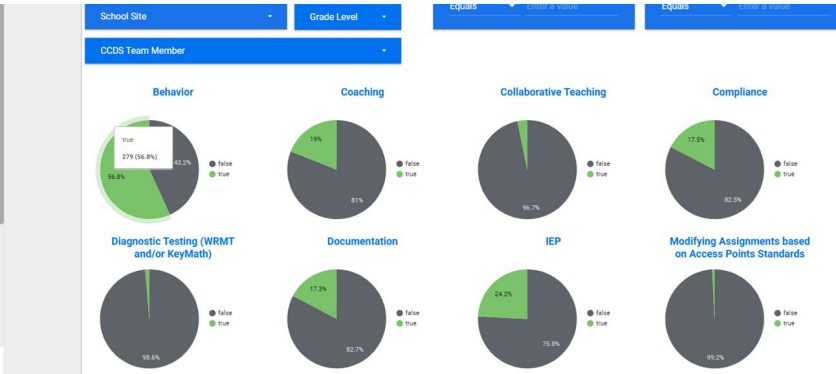 School Site
Grade Level
Equals
Enter a value
Equals
Enter a value
CCDS Team Member
Behavior
true
279 (56.8%)
43.2%
56.8%
false
true
Coaching
19%
81%
false
true
Collaborative Teaching
96.7%
false
true
Compliance
17.5%
82.5%
false
true
Diagnostic Testing (WRMT
and/or KeyMath)
98.6%
false
true
Documentation
17.3%
82.7%
false
true
IEP
24.2%
75.8%
false
true
Modifying Assignments based
on Access Points Standards
99.2%
false
true